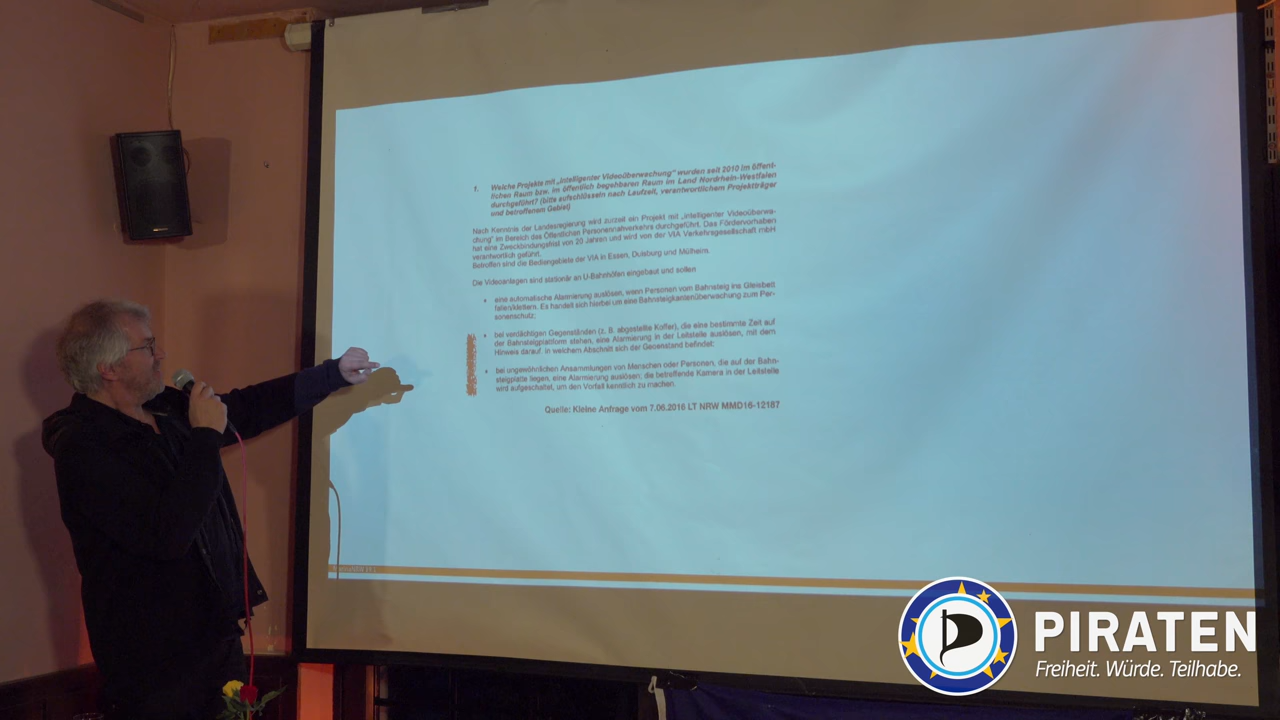 1. Welche Projekte mit „intelligenter Videoüberwachung" wurden seit 2010 im öffent-
lichen Raum bzw. im öffentlich begehbaren Raum im Land Nordrhein-Westfalen
durchgeführt? (bitte aufschlüsseln nach Laufzeit, verantwortlichem Projektträger
und betroffenem Gebiet)
Nach Kenntnis der Landesregierung wird zurzeit ein Projekt mit „intelligenter Videoüberwa-
chung" im Bereich des Öffentlichen Personennahverkehrs durchgeführt. Das Fördervorhaben
hat eine Zweckbindungsfrist von 20 Jahren und wird von der VIA Verkehrsgesellschaft mbH
verantwortlich geführt.
Betroffen sind die Bediengebiete der VIA in Essen, Duisburg und Mülheim.
Die Videoanlagen sind stationär an U-Bahnhöfen eingebaut und sollen
• eine automatische Alarmierung auslösen, wenn Personen vom Bahnsteig ins Gleisbett
fallen/klettern. Es handelt sich hierbei um eine Bahnsteigkantenüberwachung zum Per-
sonenschutz;
• bei verdächtigen Gegenständen (z. B. abgestellte Koffer), die eine bestimmte Zeit auf
der Bahnsteigplattform stehen, eine Alarmierung in der Leitstelle auslösen, mit dem
Hinweis darauf, in welchem Abschnitt sich der Gegenstand befindet;
• bei ungewöhnlichen Ansammlungen von Menschen oder Personen, die auf der Bahn-
steigplatte liegen, eine Alarmierung auslösen; die betreffende Kamera in der Leitstelle
wird aufgeschaltet, um den Vorfall kenntlich zu machen.
Quelle: Kleine Anfrage vom 7.06.2016 LT NRW MMD16-12187
PIRATEN
Freiheit. Würde. Teilhabe.